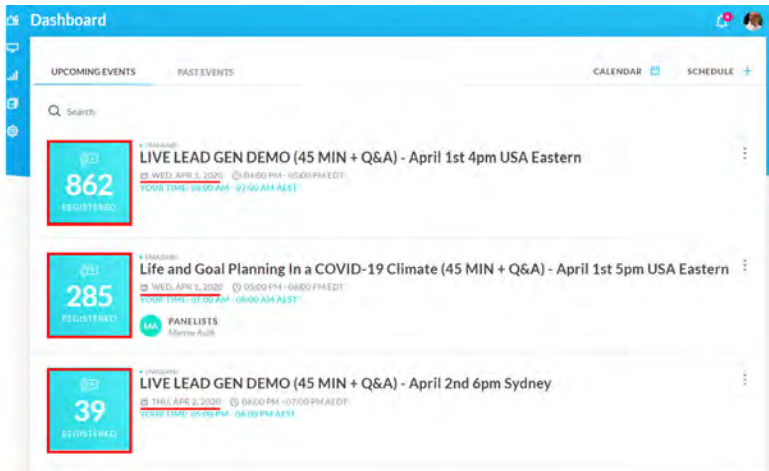 Dashboard
UPCOMING EVENTS PAST EVENTS CALENDAR SCHEDULE +
Search
STANDARD
LIVE LEAD GEN DEMO (45 MIN + Q&A) - April 1st 4pm USA Eastern
862
REGISTERED
WED, APR 1, 2020 04:00 PM - 05:00 PM EDT
YOUR TIME: 06:00 AM - 07:00 AM AEST
STANDARD
Life and Goal Planning In a COVID-19 Climate (45 MIN + Q&A) - April 1st 5pm USA Eastern
285
REGISTERED
WED, APR 1, 2020 05:00 PM - 06:00 PM EDT
YOUR TIME: 07:00 AM - 08:00 AM AEST
MA PANELISTS
STANDARD
LIVE LEAD GEN DEMO (45 MIN + Q&A) - April 2nd 6pm Sydney
39
REGISTERED
THU, APR 2, 2020 06:00 PM - 07:00 PM AEDT
YOUR TIME: 05:00 PM - 06:00 PM AEST